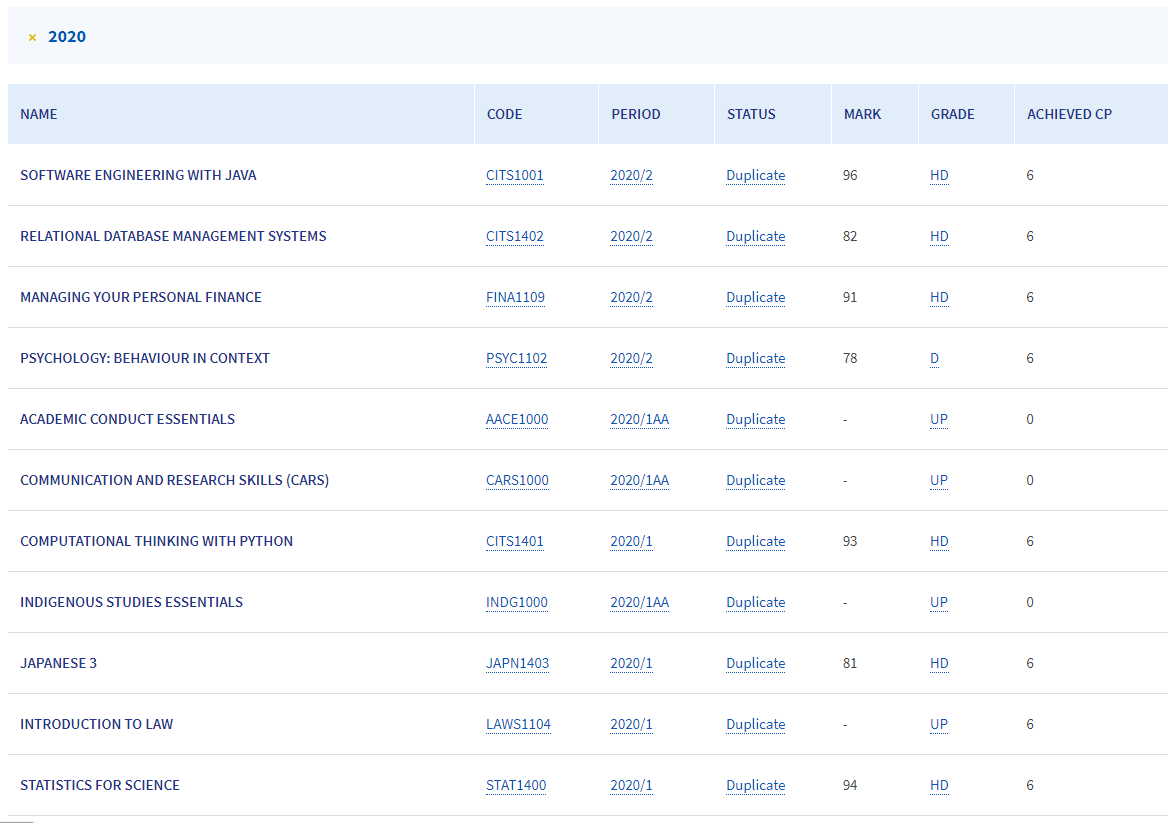 × 2020
NAME CODE PERIOD STATUS MARK GRADE ACHIEVED CP
SOFTWARE ENGINEERING WITH JAVA CITS1001 2020/2 Duplicate 96 HD 6
RELATIONAL DATABASE MANAGEMENT SYSTEMS CITS1402 2020/2 Duplicate 82 HD 6
MANAGING YOUR PERSONAL FINANCE FINA1109 2020/2 Duplicate 91 HD 6
PSYCHOLOGY: BEHAVIOUR IN CONTEXT PSYC1102 2020/2 Duplicate 78 D 6
ACADEMIC CONDUCT ESSENTIALS AACE1000 2020/1AA Duplicate - UP 0
COMMUNICATION AND RESEARCH SKILLS (CARS) CARS1000 2020/1AA Duplicate - UP 0
COMPUTATIONAL THINKING WITH PYTHON CITS1401 2020/1 Duplicate 93 HD 6
INDIGENOUS STUDIES ESSENTIALS INDG1000 2020/1AA Duplicate - UP 0
JAPANESE 3 JAPN1403 2020/1 Duplicate 81 HD 6
INTRODUCTION TO LAW LAWS1104 2020/1 Duplicate - UP 6
STATISTICS FOR SCIENCE STAT1400 2020/1 Duplicate 94 HD 6